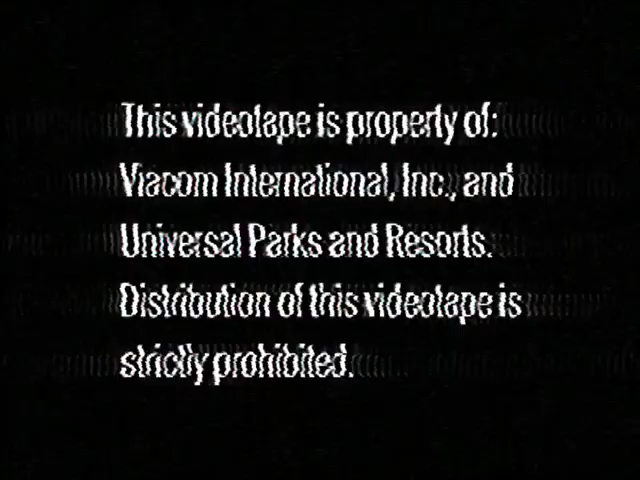 This videotape is property of:
Viacom International, Inc., and
Universal Parks and Resorts.
Distribution of this videotape is
strictly prohibited.